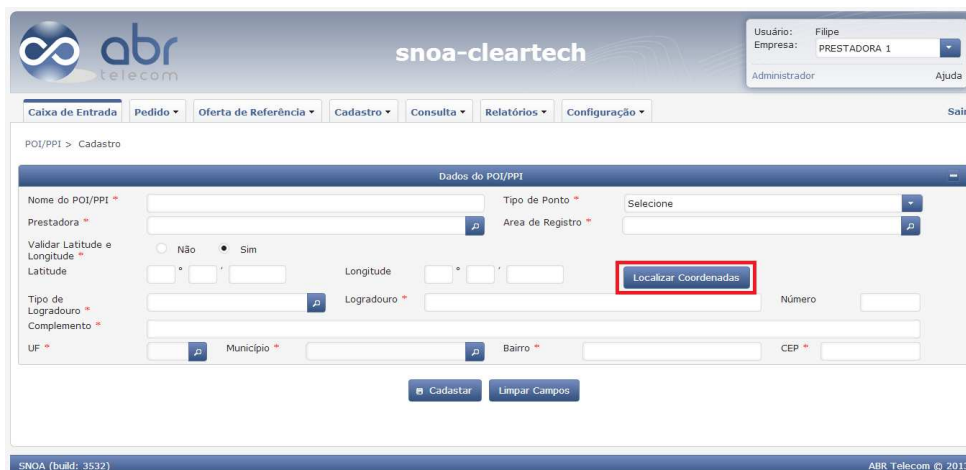 abr
telecom
snoa-cleartech
Usuário: Filipe
Empresa: PRESTADORA 1
Administrador Ajuda
Caixa de Entrada Pedido Oferta de Referência Cadastro Consulta Relatórios Configuração Sair
POI/PPI > Cadastro
Dados do POI/PPI
Nome do POI/PPI * Tipo de Ponto * Selecione
Prestadora * Area de Registro *
Validar Latitude e
Longitude * Não Sim
Latitude ° ' Longitude ° ' Localizar Coordenadas
Tipo de
Logradouro * Logradouro * Número
Complemento *
UF * Município * Bairro * CEP *
Cadastar Limpar Campos
SNOA (build: 3532) ABR Telecom ©